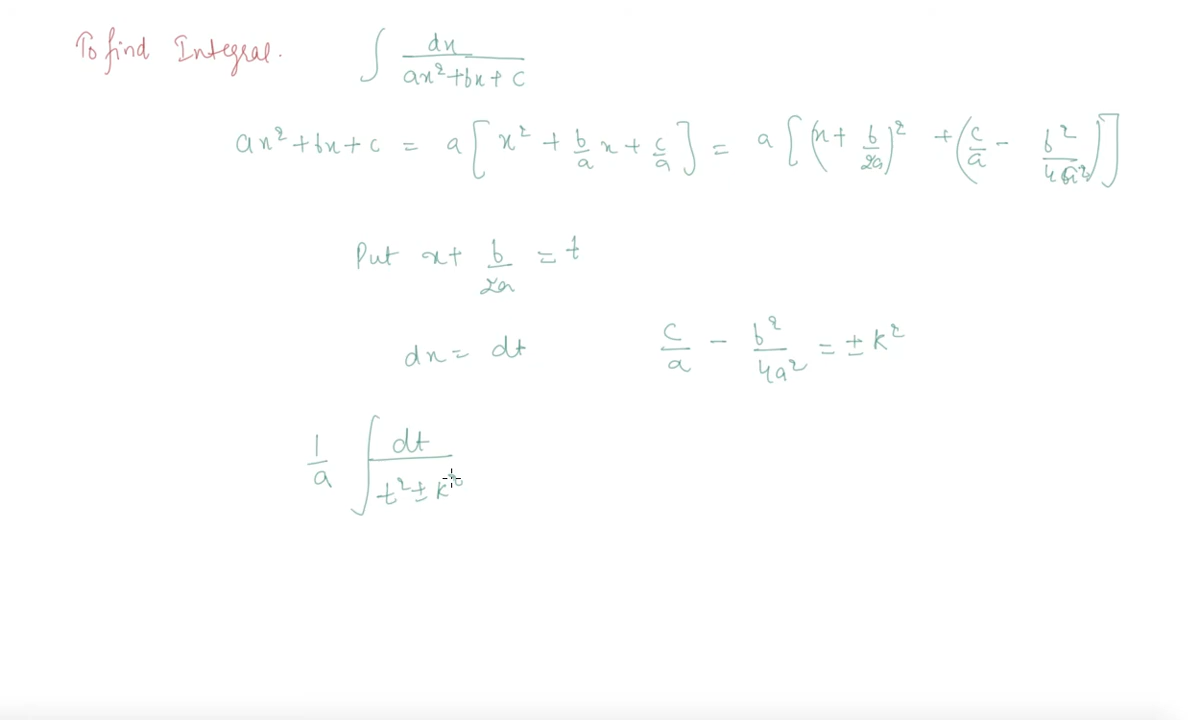 To find Integral. ∫ dx / (ax² + bx + c)
ax² + bx + c = a[x² + b/a x + c/a] = a[(x + b/2a)² + (c/a - b²/4a²)]
Put x + b/2a = t
dx = dt c/a - b²/4a² = ± k²
1/a ∫ dt / (t² ± k²)